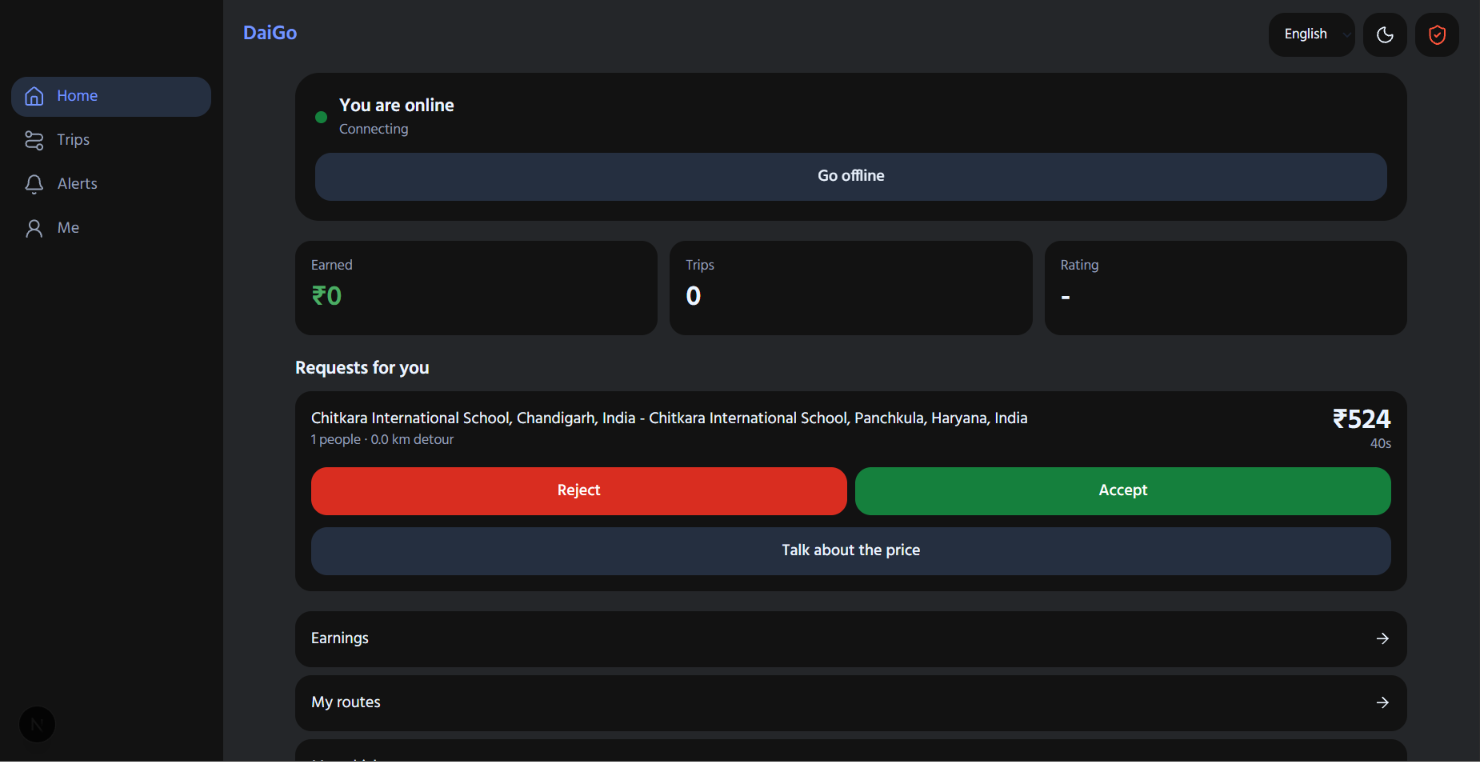 DaiGo
English
Home
Trips
Alerts
Me
You are online
Connecting
Go offline
Earned
₹0
Trips
0
Rating
-
Requests for you
Chitkara International School, Chandigarh, India - Chitkara International School, Panchkula, Haryana, India
₹524
1 people · 0.0 km detour
40s
Reject
Accept
Talk about the price
Earnings
My routes
N